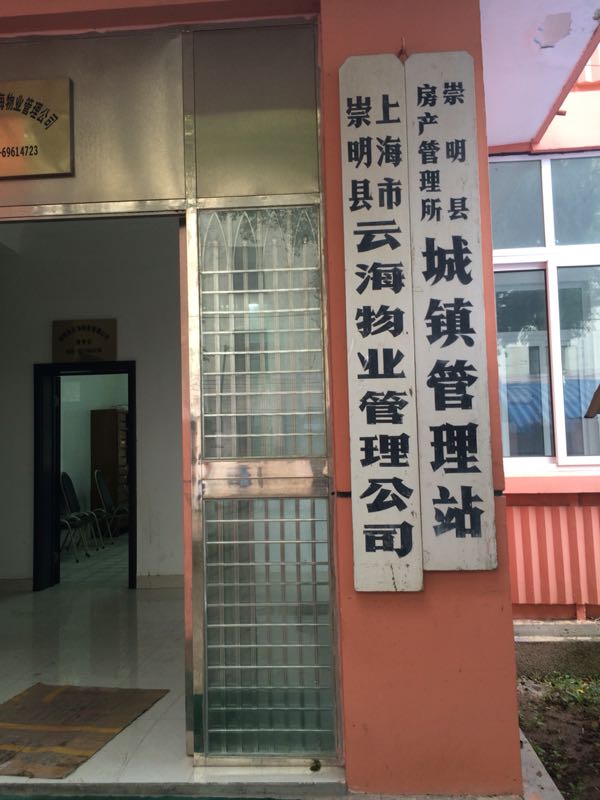 海物业管理公司
-69614723
崇明县
房产管理所
城镇管理站
上海市
崇明县
云海物业管理公司